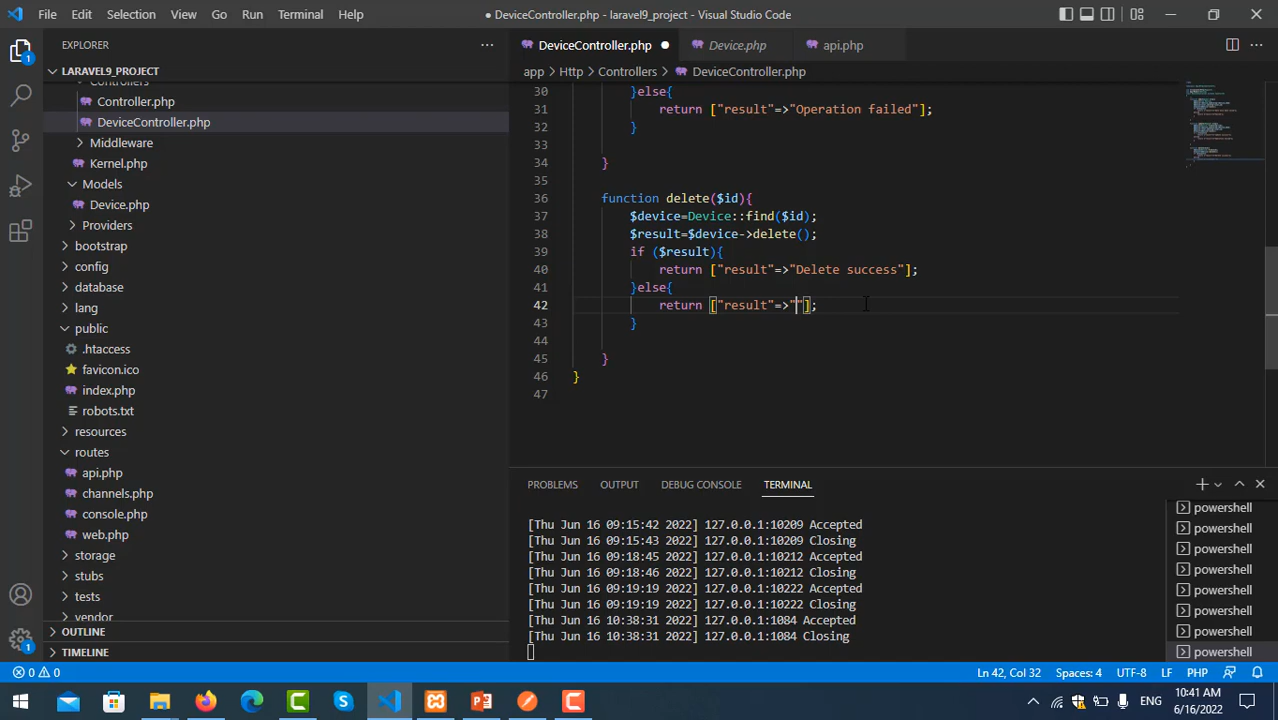 File Edit Selection View Go Run Terminal Help
● DeviceController.php - laravel9_project - Visual Studio Code
EXPLORER
LARAVEL9_PROJECT
Controllers
Controller.php
DeviceController.php
Middleware
Kernel.php
Models
Device.php
Providers
bootstrap
config
database
lang
public
.htaccess
favicon.ico
index.php
robots.txt
resources
routes
api.php
channels.php
console.php
web.php
storage
stubs
tests
vendor
OUTLINE
TIMELINE
1
1
DeviceController.php Device.php api.php
app > Http > Controllers > DeviceController.php
30 }else{
31 return ["result"=>"Operation failed"];
32 }
33
34 }
35
36 function delete($id){
37 $device=Device::find($id);
38 $result=$device->delete();
39 if ($result){
40 return ["result"=>"Delete success"];
41 }else{
42 return ["result"=>""];
43 }
44
45 }
46 }
47
PROBLEMS OUTPUT DEBUG CONSOLE TERMINAL
[Thu Jun 16 09:15:42 2022] 127.0.0.1:10209 Accepted
[Thu Jun 16 09:15:43 2022] 127.0.0.1:10209 Closing
[Thu Jun 16 09:18:45 2022] 127.0.0.1:10212 Accepted
[Thu Jun 16 09:18:46 2022] 127.0.0.1:10212 Closing
[Thu Jun 16 09:19:19 2022] 127.0.0.1:10222 Accepted
[Thu Jun 16 09:19:19 2022] 127.0.0.1:10222 Closing
[Thu Jun 16 10:38:31 2022] 127.0.0.1:1084 Accepted
[Thu Jun 16 10:38:31 2022] 127.0.0.1:1084 Closing
powershell
powershell
powershell
powershell
powershell
powershell
powershell
powershell
0 0 Ln 42, Col 32 Spaces: 4 UTF-8 LF PHP
ENG
10:41 AM
6/16/2022